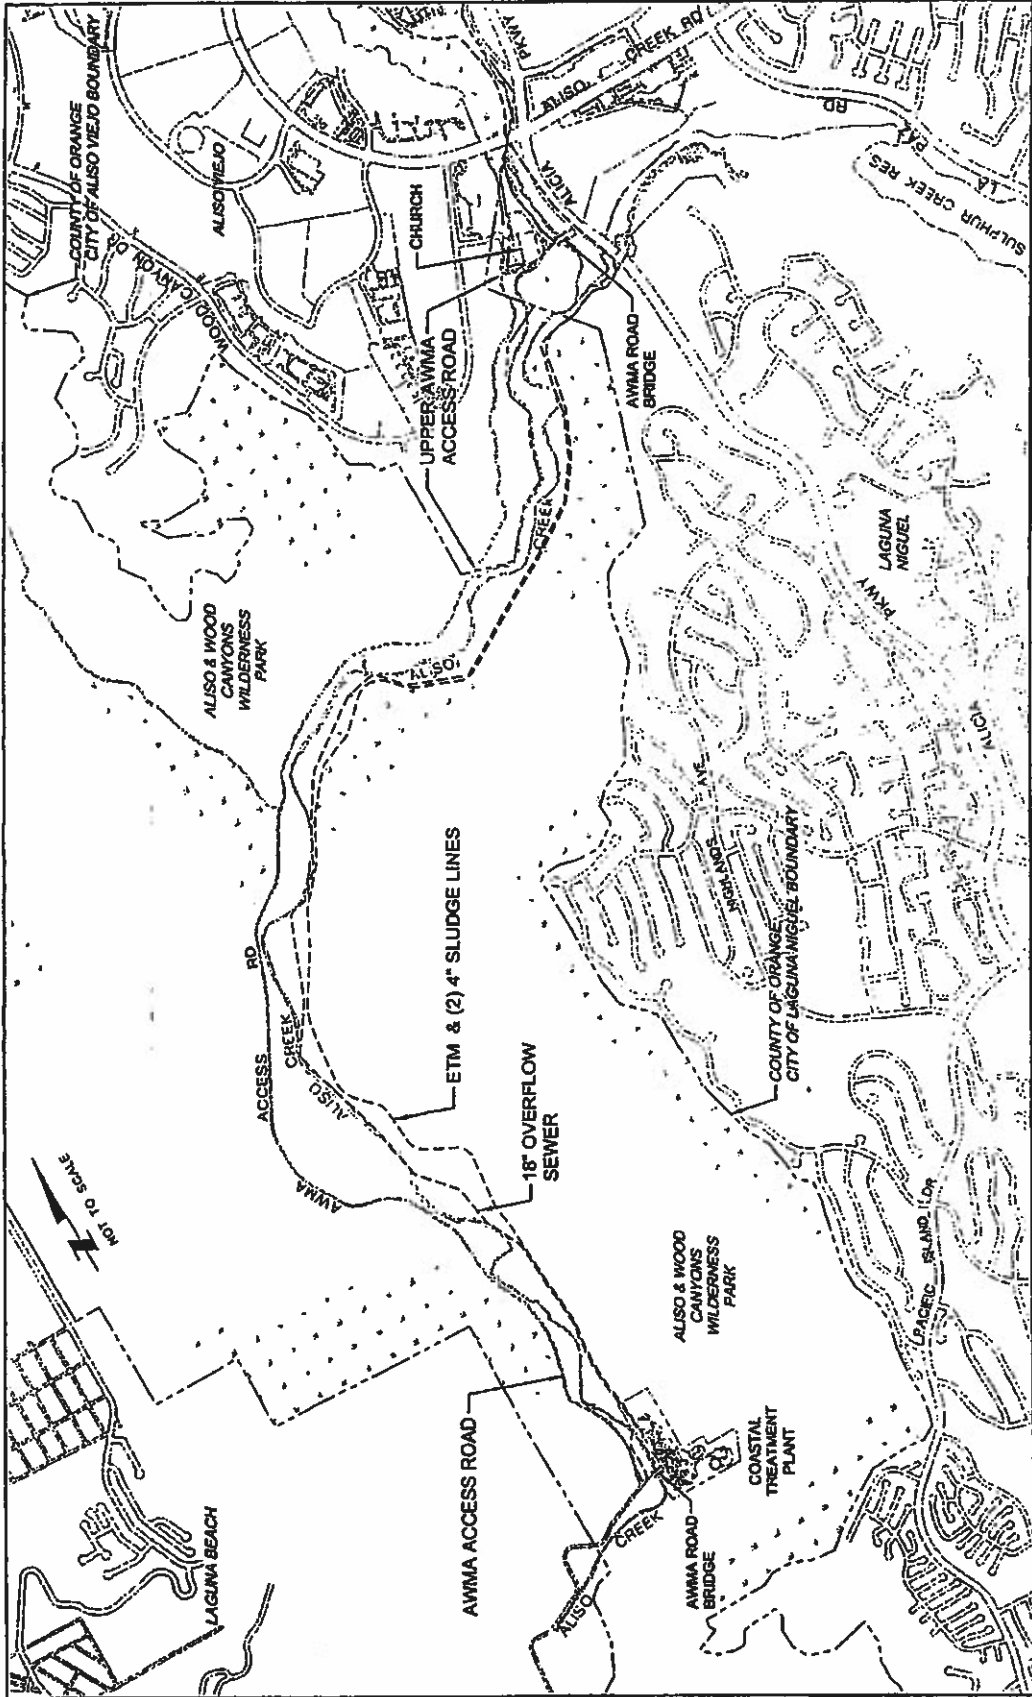 COUNTY OF ORANGE
CITY OF ALISO VIEJO BOUNDARY
WOOD CANYON DR
ALISO VIEJO
CHURCH
UPPER AWMA
ACCESS ROAD
PKWY
ALISO CREEK RD
ALICIA
AWMA ROAD
BRIDGE
LA PAZ RD
SULPHUR CREEK RES
CREEK
ALISO
ALISO & WOOD
CANYONS
WILDERNESS
PARK
LAGUNA
NIGUEL
PKWY
ALICIA
RD
ACCESS
AWMA
CREEK
ALISO
ETM & (2) 4" SLUDGE LINES
18" OVERFLOW
SEWER
HIGHLANDS AVE
COUNTY OF ORANGE
CITY OF LAGUNA NIGUEL BOUNDARY
NOT TO SCALE
ALISO & WOOD
CANYONS
WILDERNESS
PARK
PACIFIC ISLAND DR
AWMA ACCESS ROAD
COASTAL
TREATMENT
PLANT
AWMA ROAD
BRIDGE
ALISO CREEK
LAGUNA BEACH